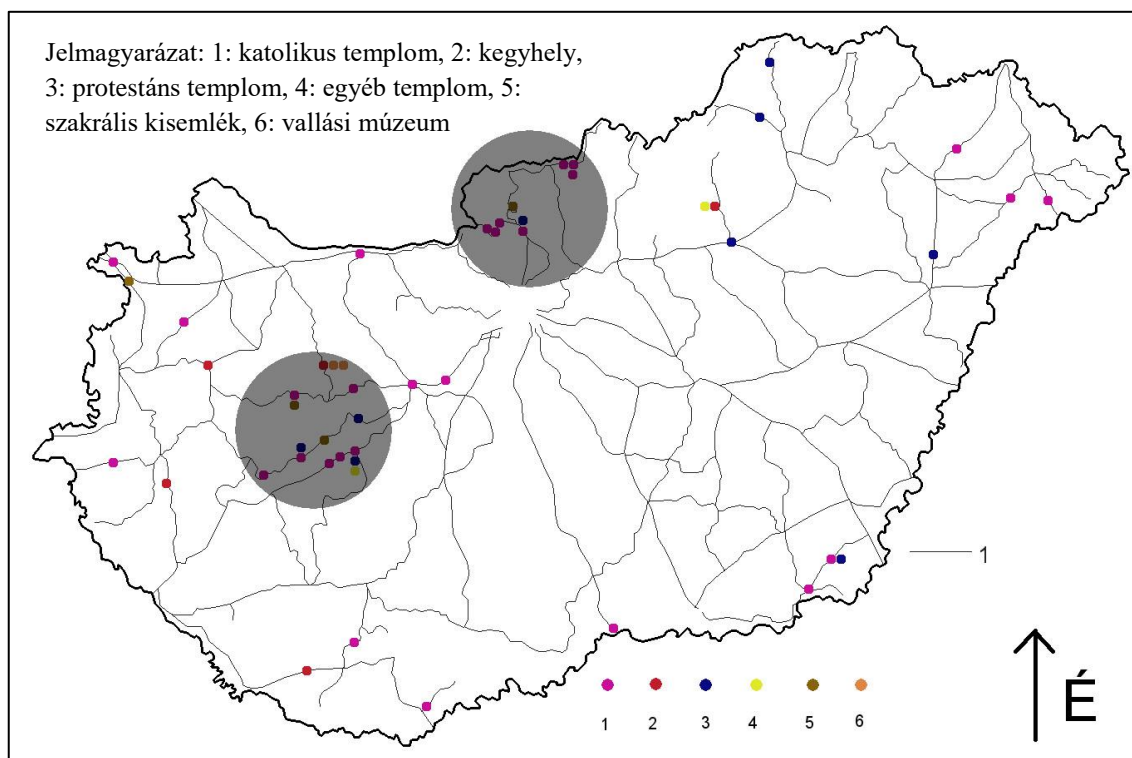 Jelmagyarázat: 1: katolikus templom, 2: kegyhely,
3: protestáns templom, 4: egyéb templom, 5:
szakrális kisemlék, 6: vallási múzeum
1
1 2 3 4 5 6
É